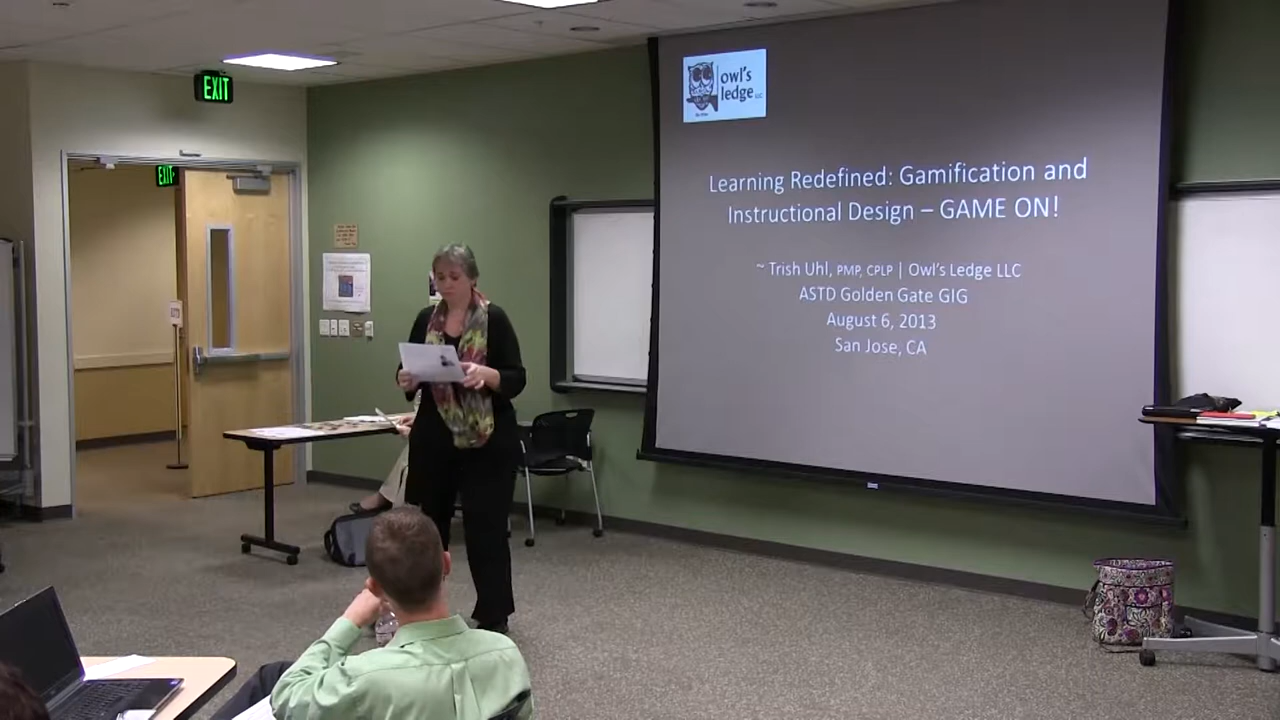 EXIT
EXIT
owl's
ledge LLC
Learning Redefined: Gamification and
Instructional Design – GAME ON!
~ Trish Uhl, PMP, CPLP | Owl's Ledge LLC
ASTD Golden Gate GIG
August 6, 2013
San Jose, CA